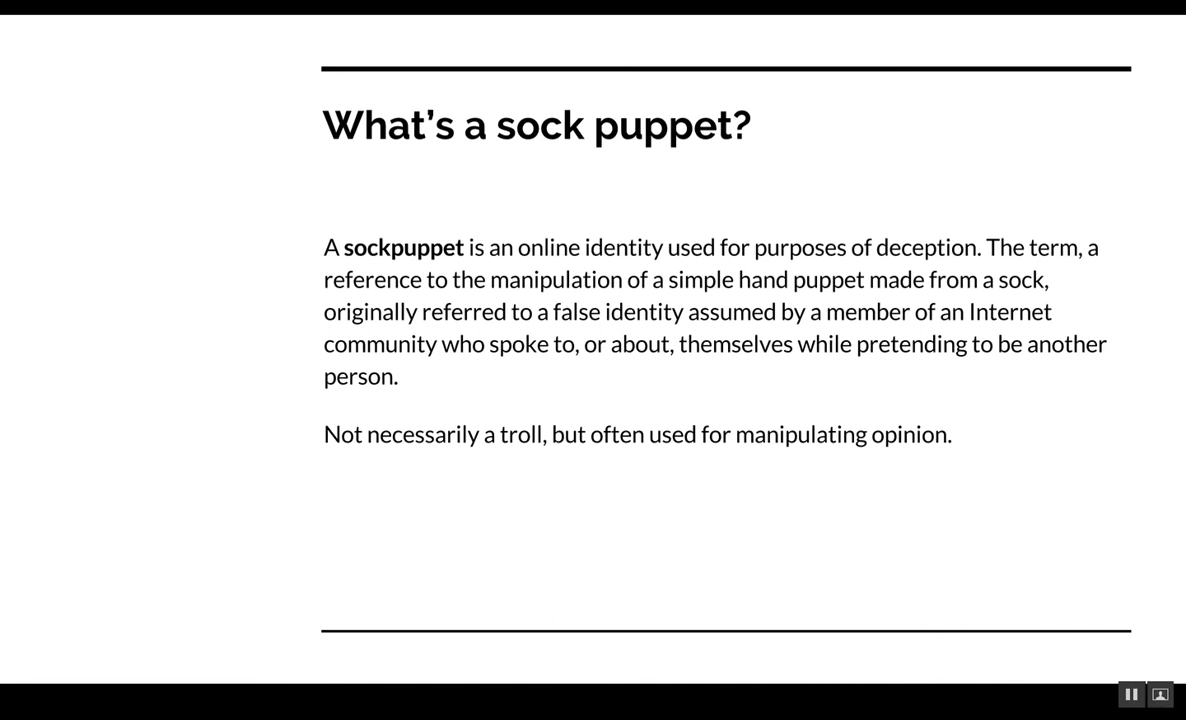 What’s a sock puppet?
A sockpuppet is an online identity used for purposes of deception. The term, a
reference to the manipulation of a simple hand puppet made from a sock,
originally referred to a false identity assumed by a member of an Internet
community who spoke to, or about, themselves while pretending to be another
person.
Not necessarily a troll, but often used for manipulating opinion.